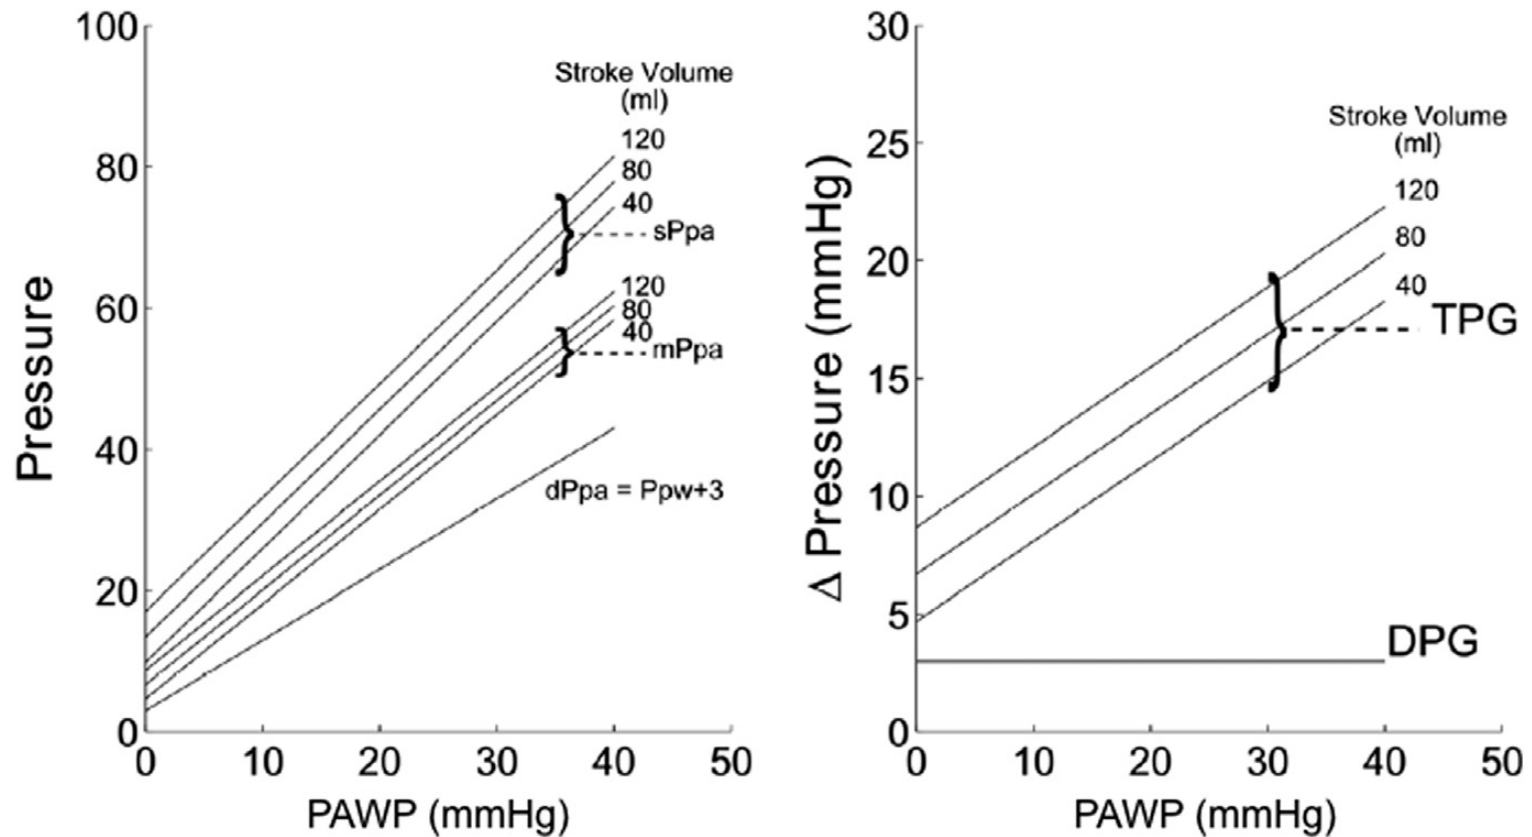 100
80
60
40
20
0
Pressure
Stroke Volume
(ml)
120
80
40
sPpa
120
80
40
mPpa
dPpa = Ppw+3
0 10 20 30 40 50
PAWP (mmHg)
30
25
20
15
10
5
0
Δ Pressure (mmHg)
Stroke Volume
(ml)
120
80
40
TPG
DPG
0 10 20 30 40 50
PAWP (mmHg)